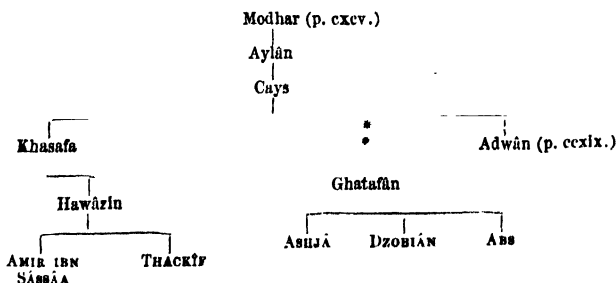 Modhar (p. cxcv.)
Aylân
Cays
Khasafa
Adwân (p. ccxix.)
Ghatafân
Hawâzin
ASHJÂ DZOBIÂN ABS
AMIR IBN THACKÎF
SÁSSÂA